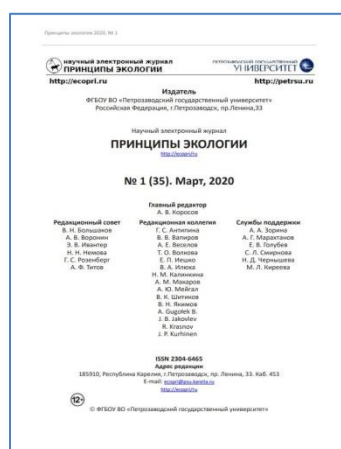 Принципы экологии 2020. № 1
научный электронный журнал
ПРИНЦИПЫ ЭКОЛОГИИ
ПЕТРОЗАВОДСКИЙ ГОСУДАРСТВЕННЫЙ
УНИВЕРСИТЕТ
http://ecopri.ru
http://petrsu.ru
Издатель
ФГБОУ ВО «Петрозаводский государственный университет»
Российская Федерация, г.Петрозаводск, пр.Ленина,33
Научный электронный журнал
ПРИНЦИПЫ ЭКОЛОГИИ
http://ecopri.ru
№ 1 (35). Март, 2020
Главный редактор
А. В. Коросов
Редакционный совет
В. Н. Большаков
А. В. Воронин
Э. В. Ивантер
Н. Н. Немова
Г. С. Розенберг
А. Ф. Титов
Редакционная коллегия
Г. С. Антипина
В. В. Вапиров
А. Е. Веселов
Т. О. Волкова
Е. П. Иешко
В. А. Илюха
Н. М. Калинкина
А. М. Макаров
А. Ю. Мейгал
В. К. Шитиков
В. Н. Якимов
A. Gugołek B.
J. B. Jakovlev
R. Krasnov
J. P. Kurhinen
Службы поддержки
А. А. Зорина
А. Г. Марахтанов
Е. В. Голубев
С. Л. Смирнова
Н. Д. Чернышева
М. Л. Киреева
ISSN 2304-6465
Адрес редакции
185910, Республика Карелия, г.Петрозаводск, пр. Ленина, 33. Каб. 453
E-mail: ecopri@psu.karelia.ru
http://ecopri.ru
12+
© ФГБОУ ВО «Петрозаводский государственный университет»